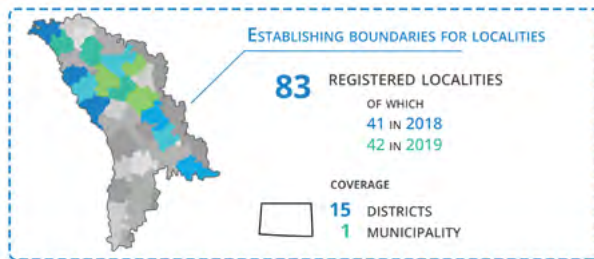 ESTABLISHING BOUNDARIES FOR LOCALITIES
83 REGISTERED LOCALITIES
OF WHICH
41 IN 2018
42 IN 2019
COVERAGE
15 DISTRICTS
1 MUNICIPALITY